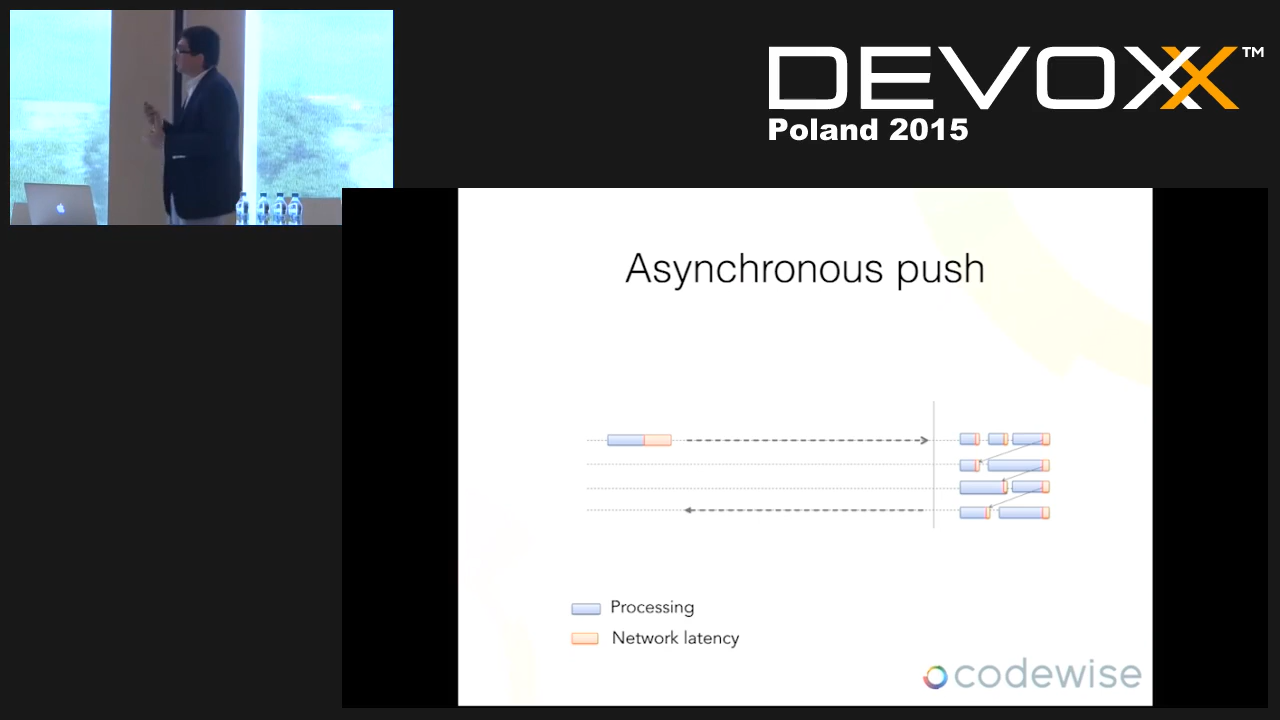 DEVOXX™
Poland 2015
Asynchronous push
Processing
Network latency
codewise